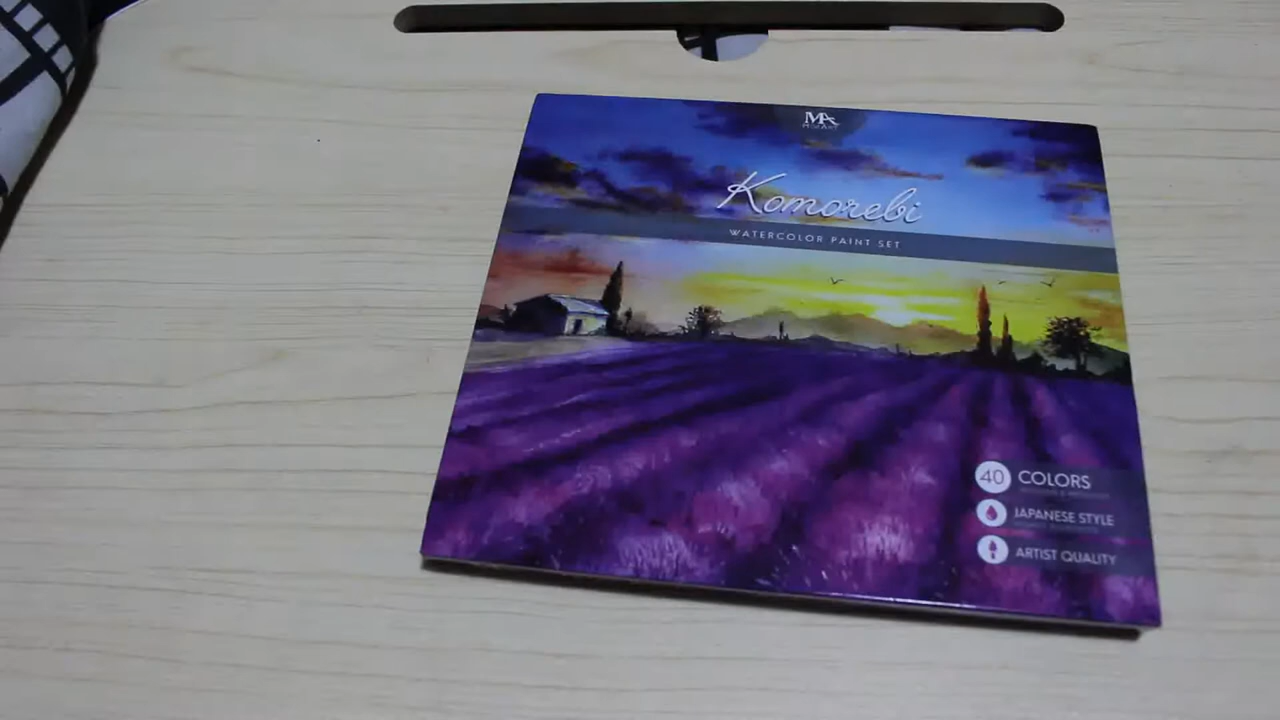 MA
Komorebi
WATERCOLOR PAINT SET
40 COLORS
JAPANESE STYLE
ARTIST QUALITY